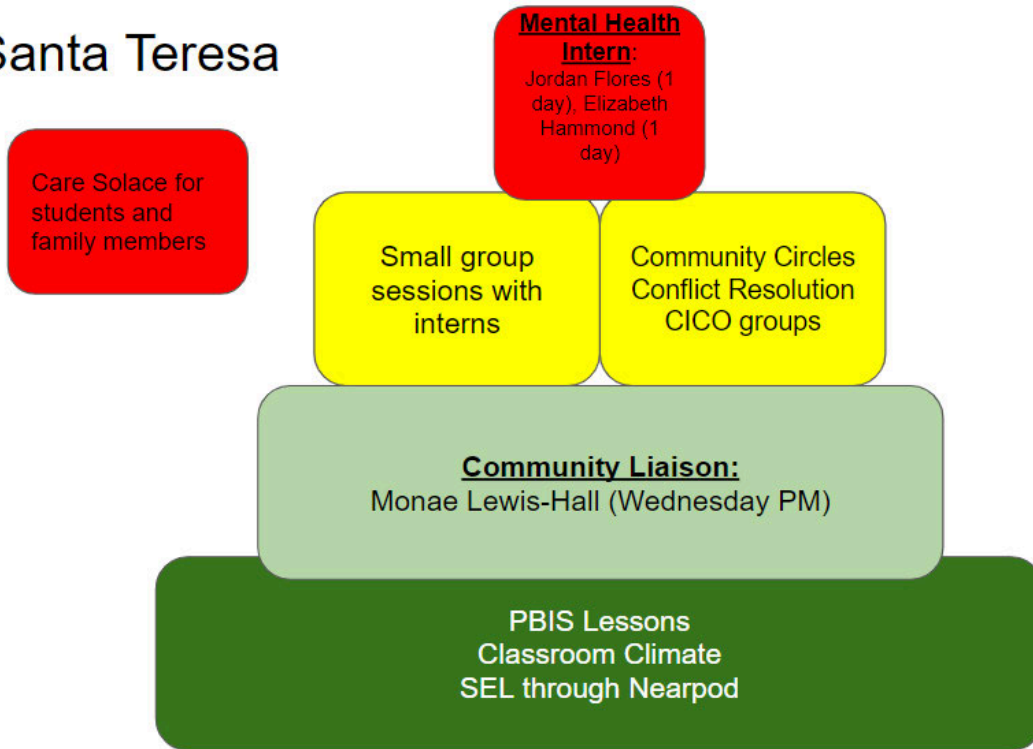 Santa Teresa
Mental Health
Intern:
Jordan Flores (1
day), Elizabeth
Hammond (1
day)
Care Solace for
students and
family members
Small group
sessions with
interns
Community Circles
Conflict Resolution
CICO groups
Community Liaison:
Monae Lewis-Hall (Wednesday PM)
PBIS Lessons
Classroom Climate
SEL through Nearpod